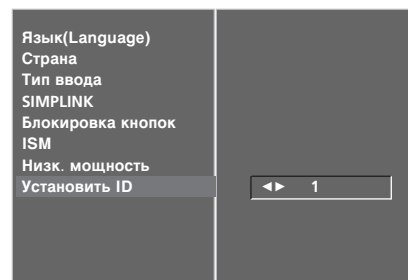 Язык(Language)
Страна
Тип ввода
SIMPLINK
Блокировка кнопок
ISM
Низк. мощность
Установить ID
◄► 1